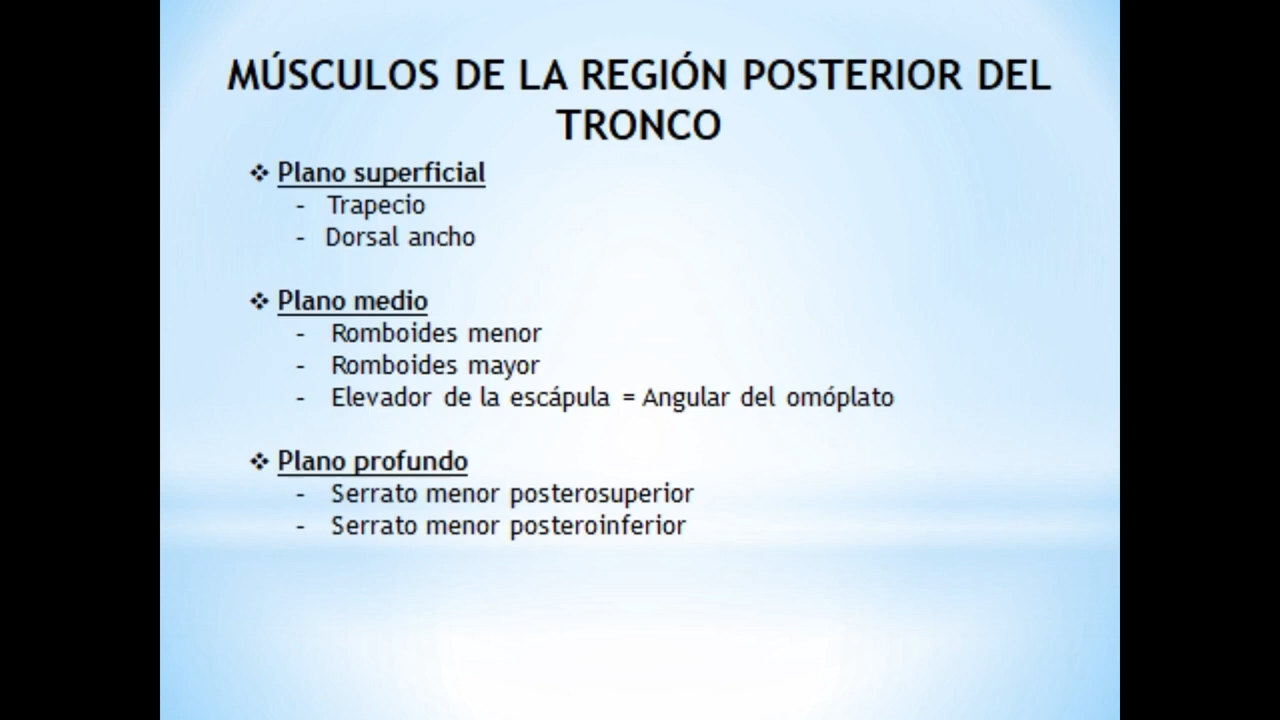 MÚSCULOS DE LA REGIÓN POSTERIOR DEL
TRONCO
❖ Plano superficial
- Trapecio
- Dorsal ancho
❖ Plano medio
- Romboides menor
- Romboides mayor
- Elevador de la escápula = Angular del omóplato
❖ Plano profundo
- Serrato menor posterosuperior
- Serrato menor posteroinferior